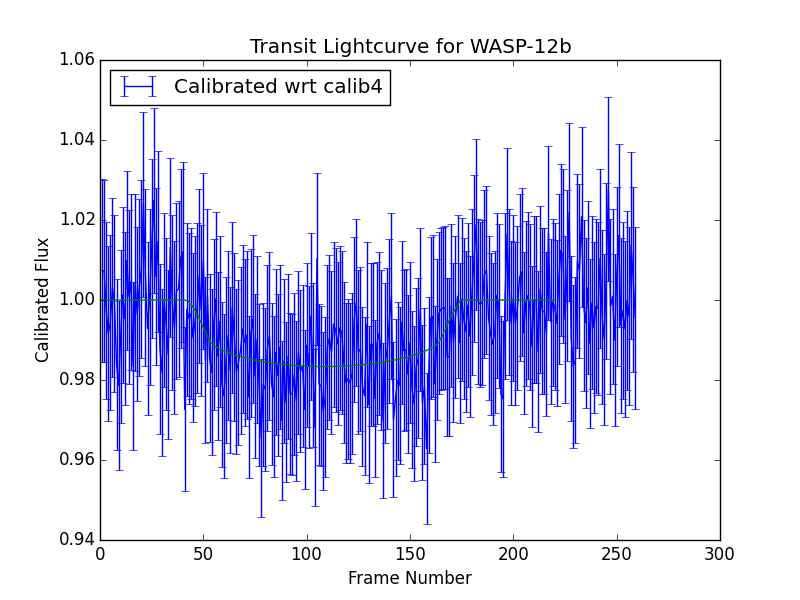 Transit Lightcurve for WASP-12b
1.06
Calibrated wrt calib4
1.04
1.02
1.00
0.98
0.96
0.94
Calibrated Flux
0 50 100 150 200 250 300
Frame Number